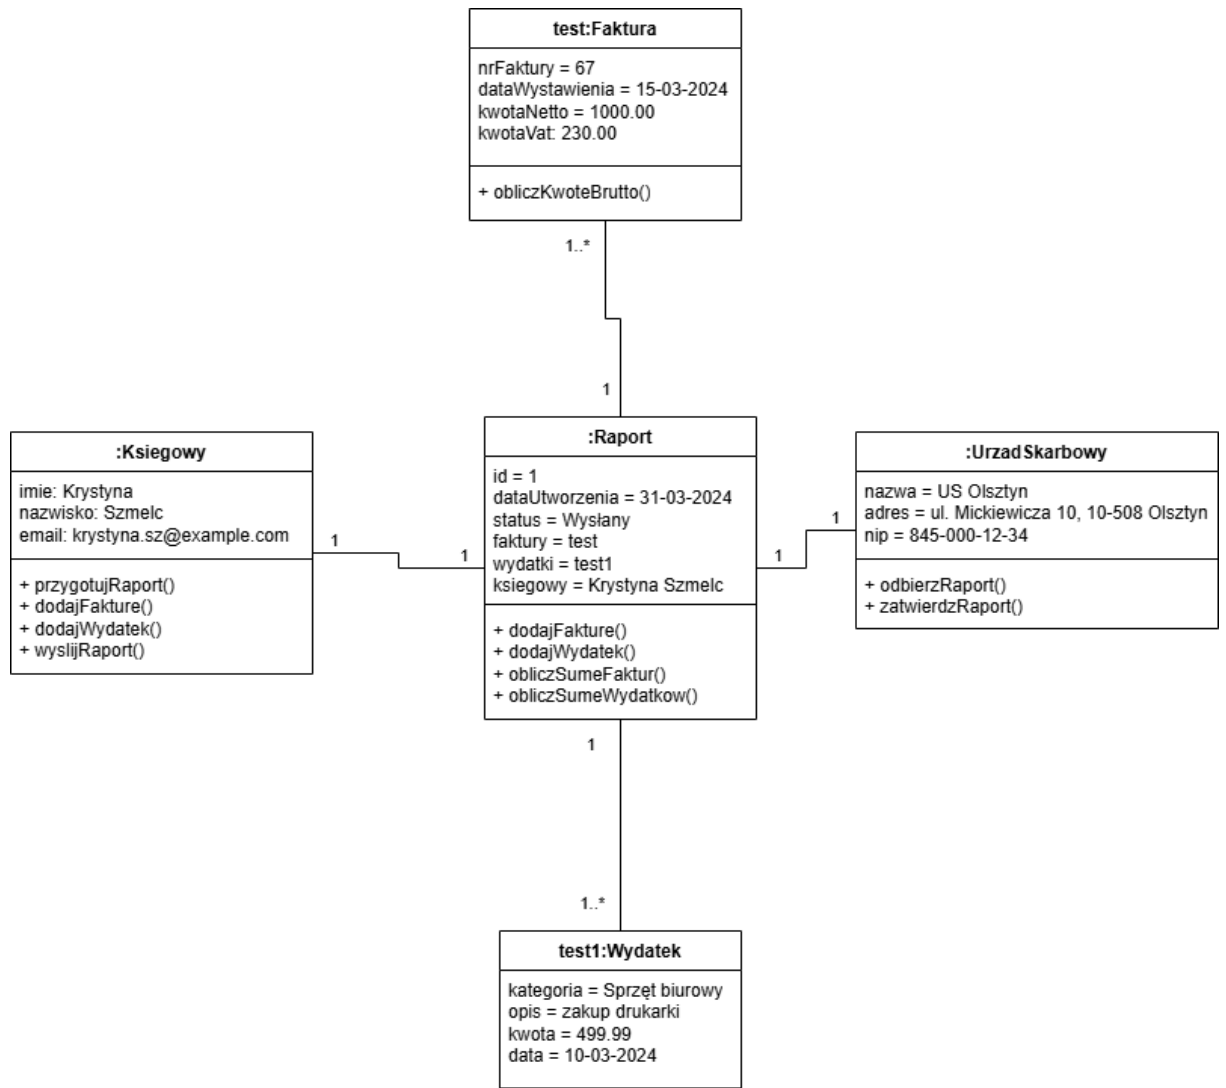 test:Faktura
nrFaktury = 67
dataWystawienia = 15-03-2024
kwotaNetto = 1000.00
kwotaVat: 230.00
+ obliczKwoteBrutto()
1..*
1
:Ksiegowy
imie: Krystyna
nazwisko: Szmelc
email: krystyna.sz@example.com
+ przygotujRaport()
+ dodajFakture()
+ dodajWydatek()
+ wyslijRaport()
1
1
:Raport
id = 1
dataUtworzenia = 31-03-2024
status = Wysłany
faktury = test
wydatki = test1
ksiegowy = Krystyna Szmelc
+ dodajFakture()
+ dodajWydatek()
+ obliczSumeFaktur()
+ obliczSumeWydatkow()
1
1
:UrzadSkarbowy
nazwa = US Olsztyn
adres = ul. Mickiewicza 10, 10-508 Olsztyn
nip = 845-000-12-34
+ odbierzRaport()
+ zatwierdzRaport()
1
1..*
test1:Wydatek
kategoria = Sprzęt biurowy
opis = zakup drukarki
kwota = 499.99
data = 10-03-2024